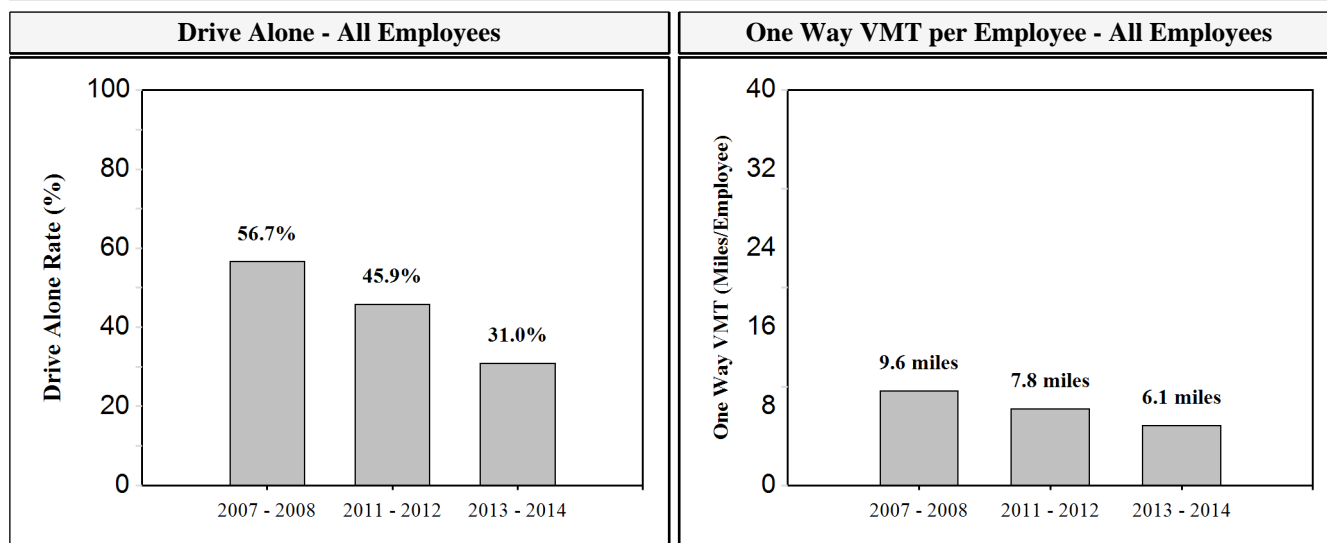 Drive Alone - All Employees
One Way VMT per Employee - All Employees
Drive Alone Rate (%)
100
80
60
40
20
0
56.7%
45.9%
31.0%
2007 - 2008
2011 - 2012
2013 - 2014
One Way VMT (Miles/Employee)
40
32
24
16
8
0
9.6 miles
7.8 miles
6.1 miles
2007 - 2008
2011 - 2012
2013 - 2014